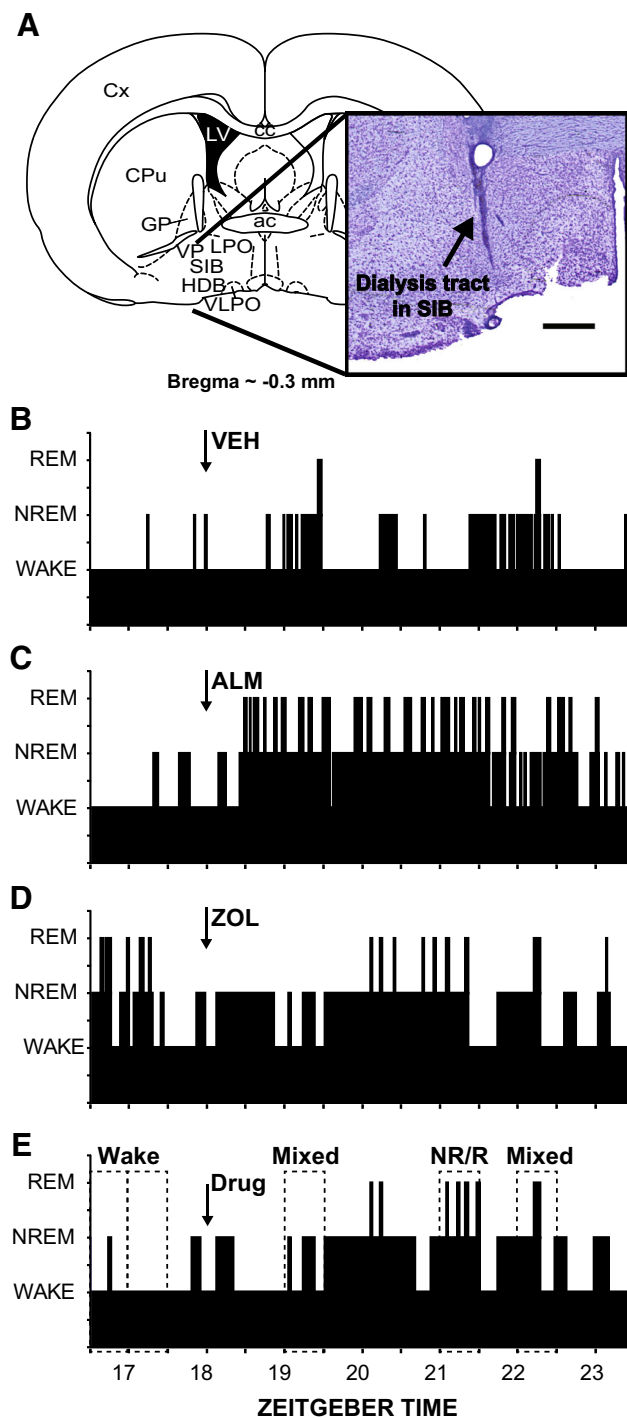 A
Cx
LV
cc
CPu
GP
ac
VP LPO
SIB
HDB
VLPO
Dialysis tract
in SIB
Bregma ~ -0.3 mm
B
VEH
REM
NREM
WAKE
C
ALM
REM
NREM
WAKE
D
ZOL
REM
NREM
WAKE
E
Wake
Mixed
NR/R
Mixed
Drug
REM
NREM
WAKE
17 18 19 20 21 22 23
ZEITGEBER TIME